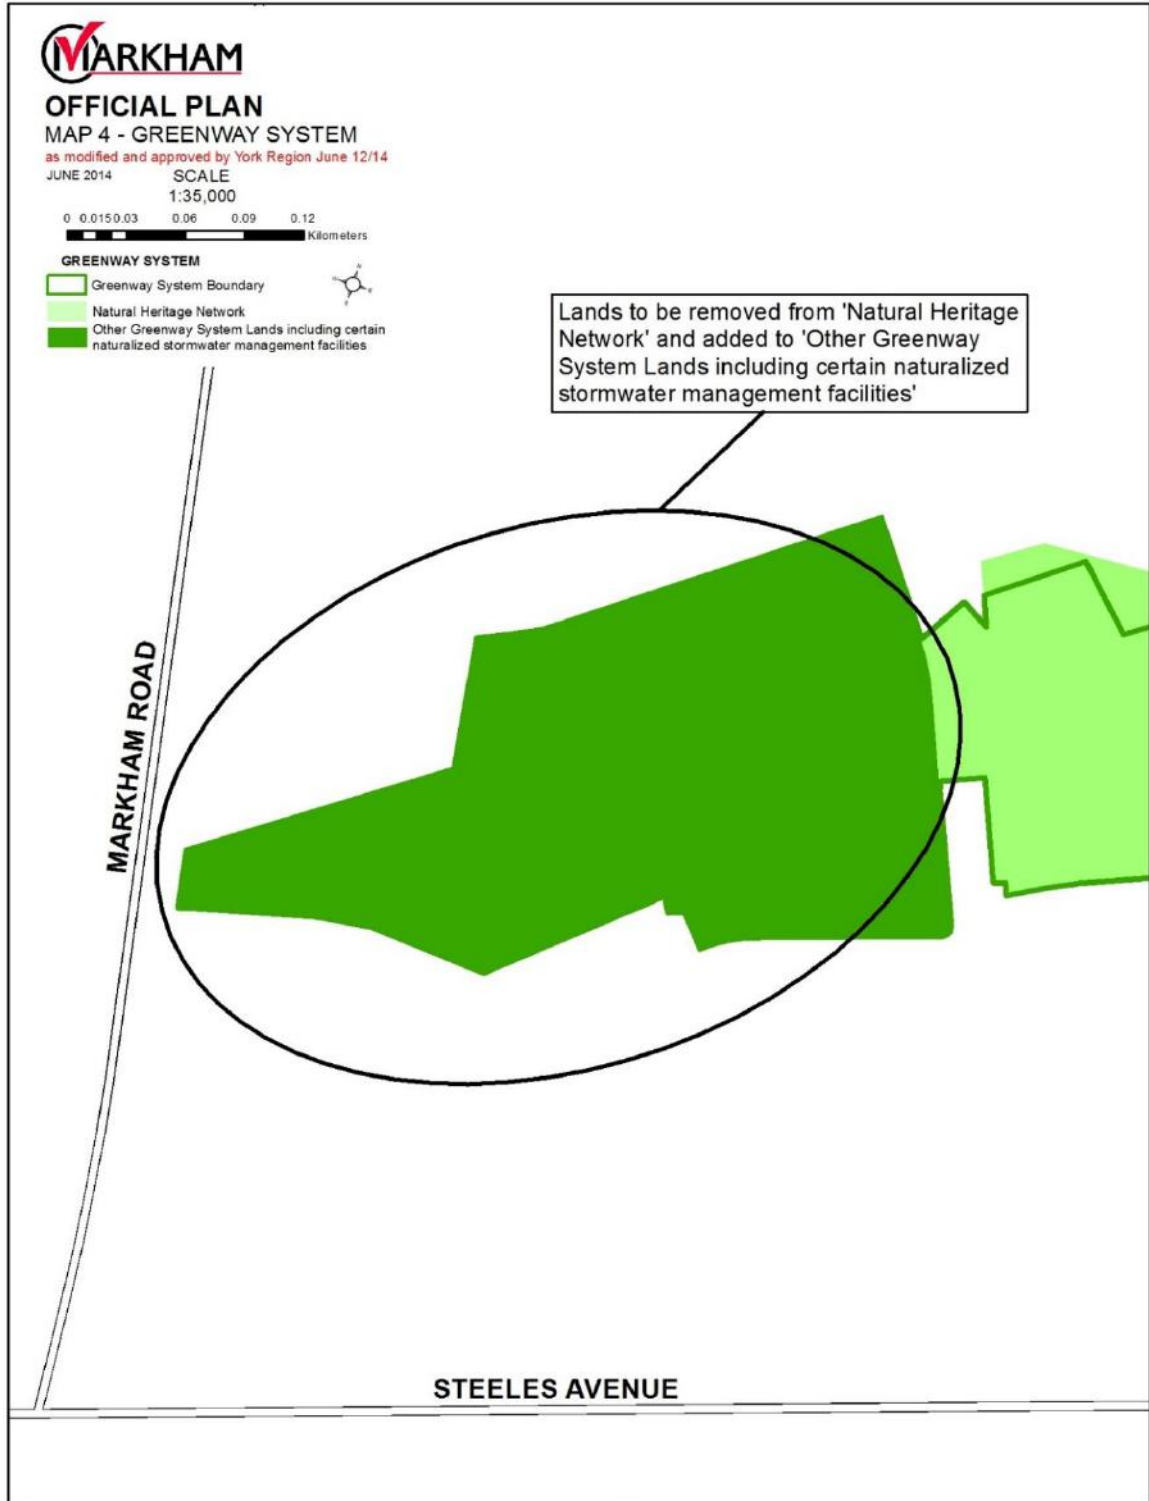 MARKHAM
OFFICIAL PLAN
MAP 4 - GREENWAY SYSTEM
as modified and approved by York Region June 12/14
JUNE 2014 SCALE
1:35,000
0 0.015 0.03 0.06 0.09 0.12
Kilometers
GREENWAY SYSTEM
Greenway System Boundary
Natural Heritage Network
Other Greenway System Lands including certain
naturalized stormwater management facilities
Lands to be removed from 'Natural Heritage
Network' and added to 'Other Greenway
System Lands including certain naturalized
stormwater management facilities'
MARKHAM ROAD
STEELES AVENUE